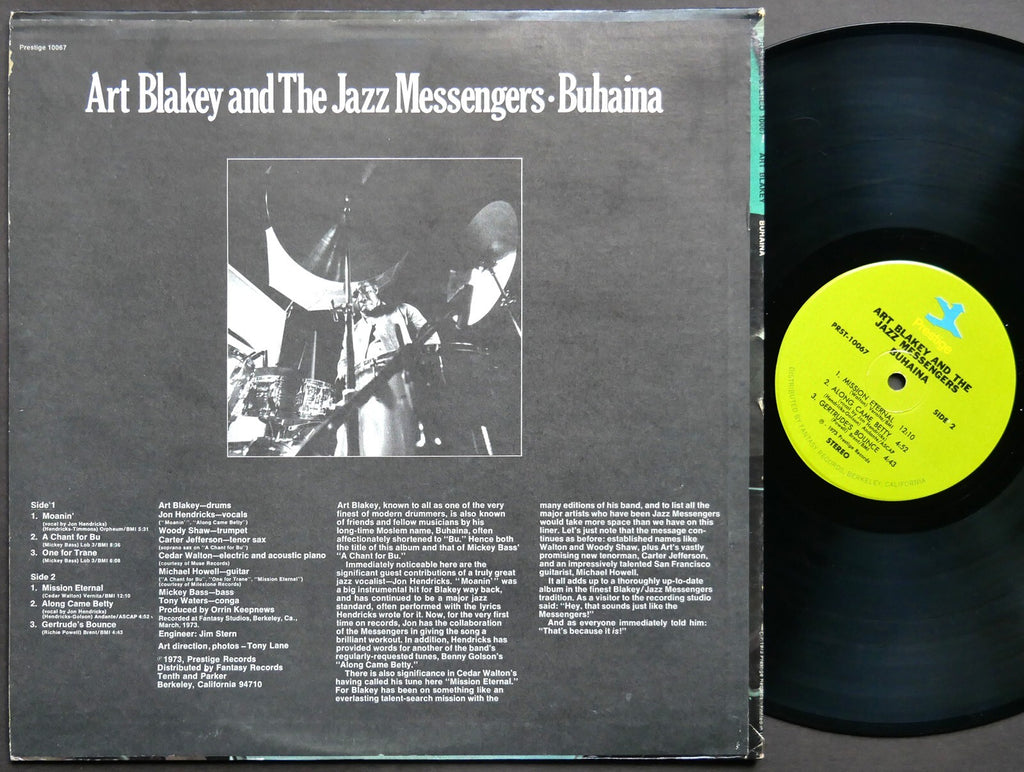 Prestige 10067
Art Blakey and The Jazz Messengers·Buhaina
Side 1
1. Moanin'
(vocal by Jon Hendricks)
(Hendricks-Timmons) Orpheum/BMI 5:31
2. A Chant for Bu
(Mickey Bass) Lob 3/BMI 8:36
3. One for Trane
(Mickey Bass) Lob 3/BMI 6:08
Side 2
1. Mission Eternal
(Cedar Walton) Vernita/BMI 12:10
2. Along Came Betty
(vocal by Jon Hendricks)
(Hendricks-Golson) Andante/ASCAP 4:52
3. Gertrude's Bounce
(Richie Powell) Brent/BMI 4:43
Art Blakey—drums
Jon Hendricks—vocals
("Moanin'", "Along Came Betty")
Woody Shaw—trumpet
Carter Jefferson—tenor sax
(soprano sax on "A Chant for Bu")
Cedar Walton—electric and acoustic piano
(courtesy of Muse Records)
Michael Howell—guitar
("A Chant for Bu", "One for Trane", "Mission Eternal")
(courtesy of Milestone Records)
Mickey Bass—bass
Tony Waters—conga
Produced by Orrin Keepnews
Recorded at Fantasy Studios, Berkeley, Ca.,
March, 1973.
Engineer: Jim Stern
Art direction, photos – Tony Lane
℗1973, Prestige Records
Distributed by Fantasy Records
Tenth and Parker
Berkeley, California 94710
Art Blakey, known to all as one of the very
finest of modern drummers, is also known
of friends and fellow musicians by his
long-time Moslem name, Buhaina, often
affectionately shortened to "Bu." Hence both
the title of this album and that of Mickey Bass'
"A Chant for Bu."
Immediately noticeable here are the
significant guest contributions of a truly great
jazz vocalist—Jon Hendricks. "Moanin'" was
a big instrumental hit for Blakey way back,
and has continued to be a major jazz
standard, often performed with the lyrics
Hendricks wrote for it. Now, for the very first
time on records, Jon has the collaboration
of the Messengers in giving the song a
brilliant workout. In addition, Hendricks has
provided words for another of the band's
regularly-requested tunes, Benny Golson's
"Along Came Betty."
There is also significance in Cedar Walton's
having called his tune here "Mission Eternal."
For Blakey has been on something like an
everlasting talent-search mission with the
many editions of his band, and to list all the
major artists who have been Jazz Messengers
would take more space than we have on this
liner. Let's just note that the message con-
tinues as before: established names like
Walton and Woody Shaw, plus Art's vastly
promising new tenorman, Carter Jefferson,
and an impressively talented San Francisco
guitarist, Michael Howell.
It all adds up to a thoroughly up-to-date
album in the finest Blakey/Jazz Messengers
tradition. As a visitor to the recording studio
said: "Hey, that sounds just like the
Messengers!"
And as everyone immediately told him:
"That's because it is!"
10067 ART BLAKEY BUHAINA
Prestige
ART BLAKEY AND THE
JAZZ MESSENGERS
BUHAINA
PRST-10067
SIDE 2
1. MISSION ETERNAL 12:10
(Walton) Vernita/BMI
2. ALONG CAME BETTY 4:52
(vocal by Jon Hendricks)
(Hendricks-Golson) Andante/ASCAP
3. GERTRUDE'S BOUNCE 4:43
(Powell) Brent/BMI
℗ 1973 Prestige Records
STEREO
DISTRIBUTED BY FANTASY RECORDS, BERKELEY, CALIFORNIA